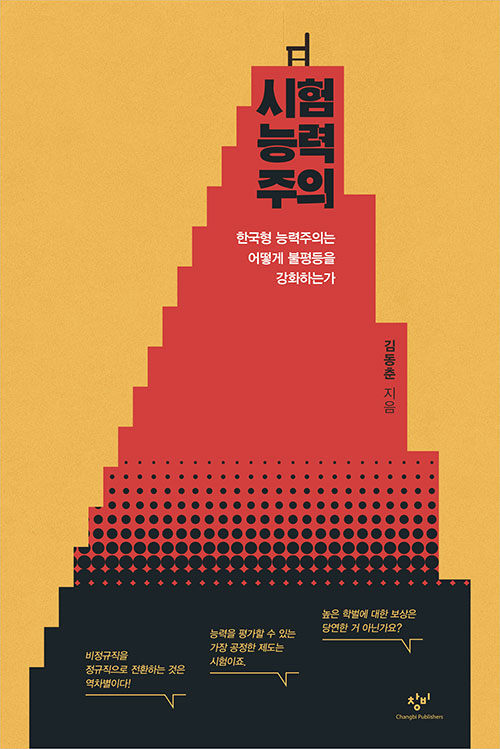 시험
능력
주의
한국형 능력주의는
어떻게 불평등을
강화하는가
김동춘 지음
높은 학벌에 대한 보상은
당연한 거 아닌가요?
능력을 평가할 수 있는
가장 공정한 제도는
시험이죠.
비정규직을
정규직으로 전환하는 것은
역차별이다!
창비
Changbi Publishers